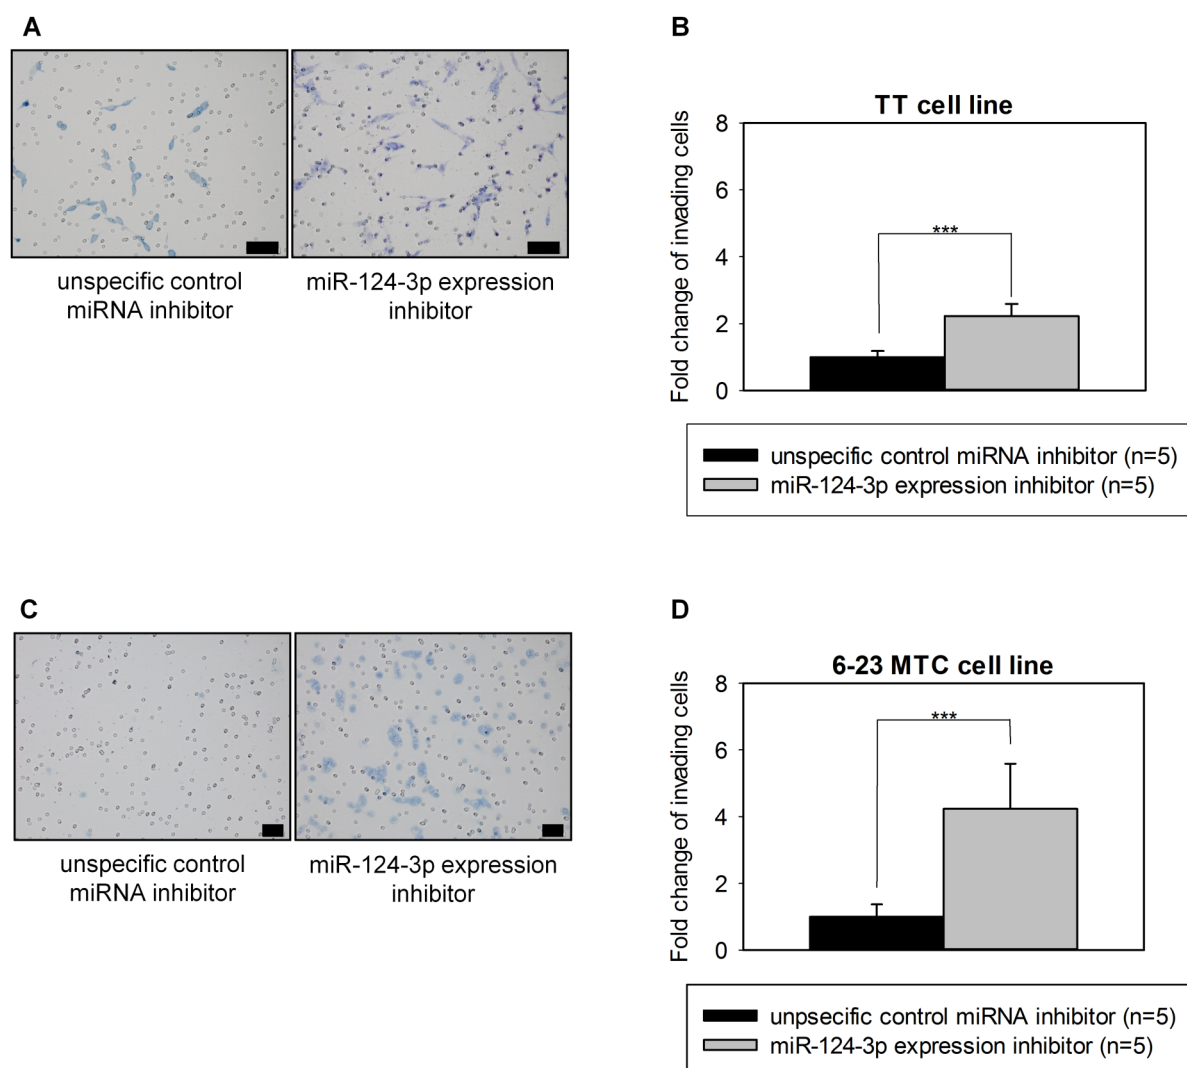 A
unspecific control
miRNA inhibitor
miR-124-3p expression
inhibitor
B
TT cell line
Fold change of invading cells
8
6
4
2
0
***
unspecific control miRNA inhibitor (n=5)
miR-124-3p expression inhibitor (n=5)
C
unspecific control
miRNA inhibitor
miR-124-3p expression
inhibitor
D
6-23 MTC cell line
Fold change of invading cells
8
6
4
2
0
***
unpsecific control miRNA inhibitor (n=5)
miR-124-3p expression inhibitor (n=5)